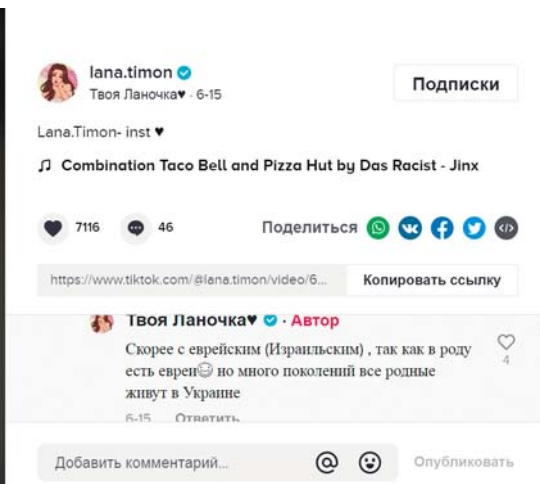 lana.timon
Твоя Ланочка♥ · 6-15
Подписки
Lana.Timon- inst ♥
♫ Combination Taco Bell and Pizza Hut by Das Racist - Jinx
7116
46
Поделиться
https://www.tiktok.com/@lana.timon/video/6...
Копировать ссылку
Твоя Ланочка♥ · Автор
Скорее с еврейским (Израильским) , так как в роду
есть евреи😅 но много поколений все родные
живут в Украине
4
6-15 Ответить
Добавить комментарий...
Опубликовать